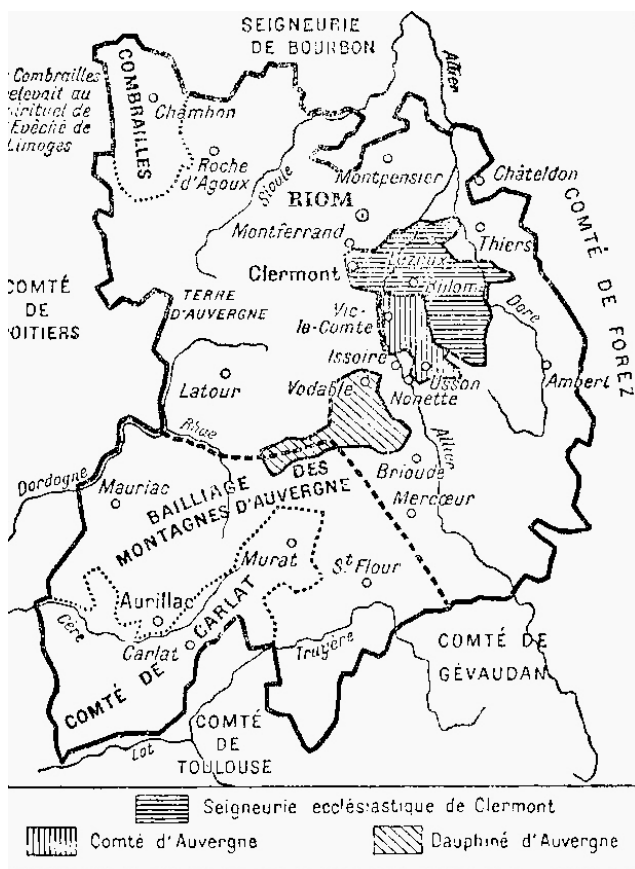 SEIGNEURIE
DE BOURBON
Allier
Combrailles
relevait au
spirituel de
l'Evêché de
Limoges
COMBRAILLES
Chambon
Roche
d'Agoux
Sioule
Montpensier
Châteldon
RIOM
Montferrand
Thiers
COMTÉ DE FOREZ
Clermont
Lezoux
Billom
COMTÉ
DE
POITIERS
TERRE
D'AUVERGNE
Vic-
le-Comte
Dore
Issoire
Latour
Vodable
Usson
Nonette
Ambert
Rhue
Allier
Dordogne
Mauriac
BAILLIAGE DES
MONTAGNES D'AUVERGNE
Brioude
Mercœur
Murat
St Flour
Aurillac
Cère
Carlat
COMTÉ DE CARLAT
Truyère
COMTÉ DE
GÉVAUDAN
COMTÉ
DE
TOULOUSE
Lot
Seigneurie ecclésiastique de Clermont
Comté d'Auvergne
Dauphiné d'Auvergne